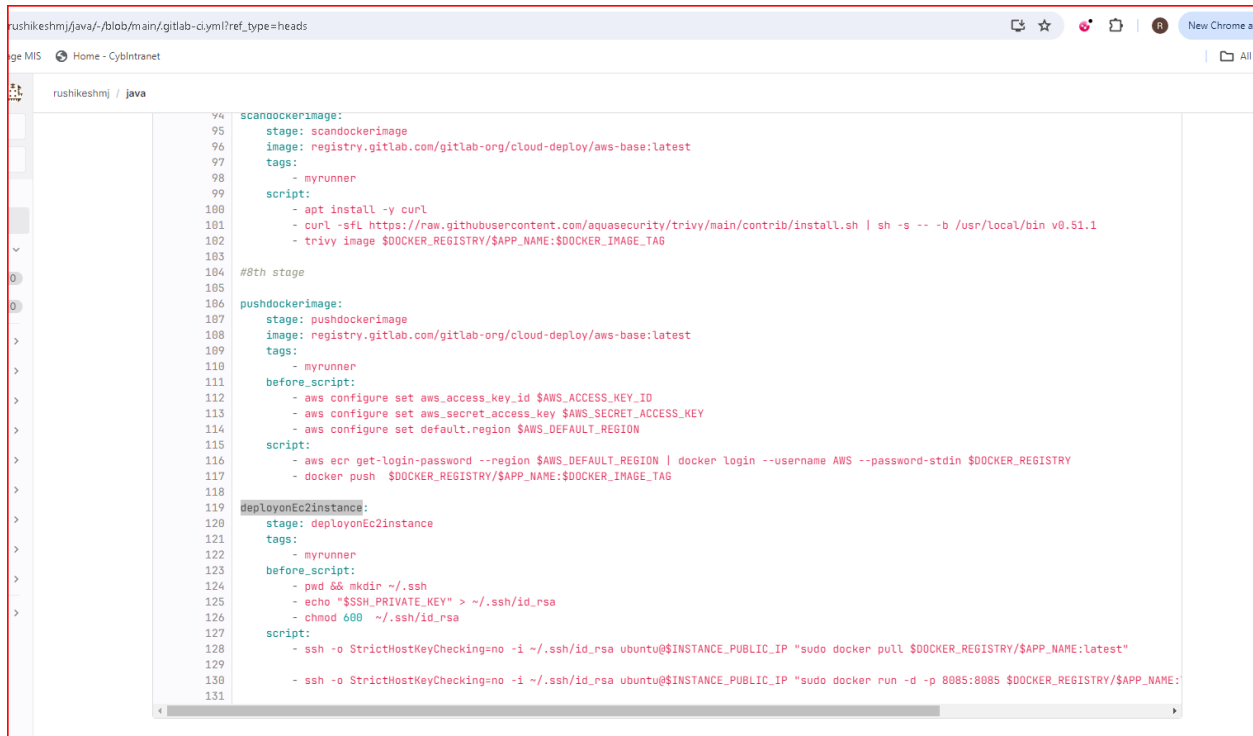 rushikeshmj/java/-/blob/main/.gitlab-ci.yml?ref_type=heads
R
New Chrome a
age MIS
Home - CybIntranet
All
rushikeshmj / java
94 scandockerimage:
95 stage: scandockerimage
96 image: registry.gitlab.com/gitlab-org/cloud-deploy/aws-base:latest
97 tags:
98 - myrunner
99 script:
100 - apt install -y curl
101 - curl -sfL https://raw.githubusercontent.com/aquasecurity/trivy/main/contrib/install.sh | sh -s -- -b /usr/local/bin v0.51.1
102 - trivy image $DOCKER_REGISTRY/$APP_NAME:$DOCKER_IMAGE_TAG
103
104 #8th stage
105
106 pushdockerimage:
107 stage: pushdockerimage
108 image: registry.gitlab.com/gitlab-org/cloud-deploy/aws-base:latest
109 tags:
110 - myrunner
111 before_script:
112 - aws configure set aws_access_key_id $AWS_ACCESS_KEY_ID
113 - aws configure set aws_secret_access_key $AWS_SECRET_ACCESS_KEY
114 - aws configure set default.region $AWS_DEFAULT_REGION
115 script:
116 - aws ecr get-login-password --region $AWS_DEFAULT_REGION | docker login --username AWS --password-stdin $DOCKER_REGISTRY
117 - docker push  $DOCKER_REGISTRY/$APP_NAME:$DOCKER_IMAGE_TAG
118
119 deployonEc2instance:
120 stage: deployonEc2instance
121 tags:
122 - myrunner
123 before_script:
124 - pwd && mkdir ~/.ssh
125 - echo "$SSH_PRIVATE_KEY" > ~/.ssh/id_rsa
126 - chmod 600  ~/.ssh/id_rsa
127 script:
128 - ssh -o StrictHostKeyChecking=no -i ~/.ssh/id_rsa ubuntu@$INSTANCE_PUBLIC_IP "sudo docker pull $DOCKER_REGISTRY/$APP_NAME:latest"
129
130 - ssh -o StrictHostKeyChecking=no -i ~/.ssh/id_rsa ubuntu@$INSTANCE_PUBLIC_IP "sudo docker run -d -p 8085:8085 $DOCKER_REGISTRY/$APP_NAME:
131
0
0